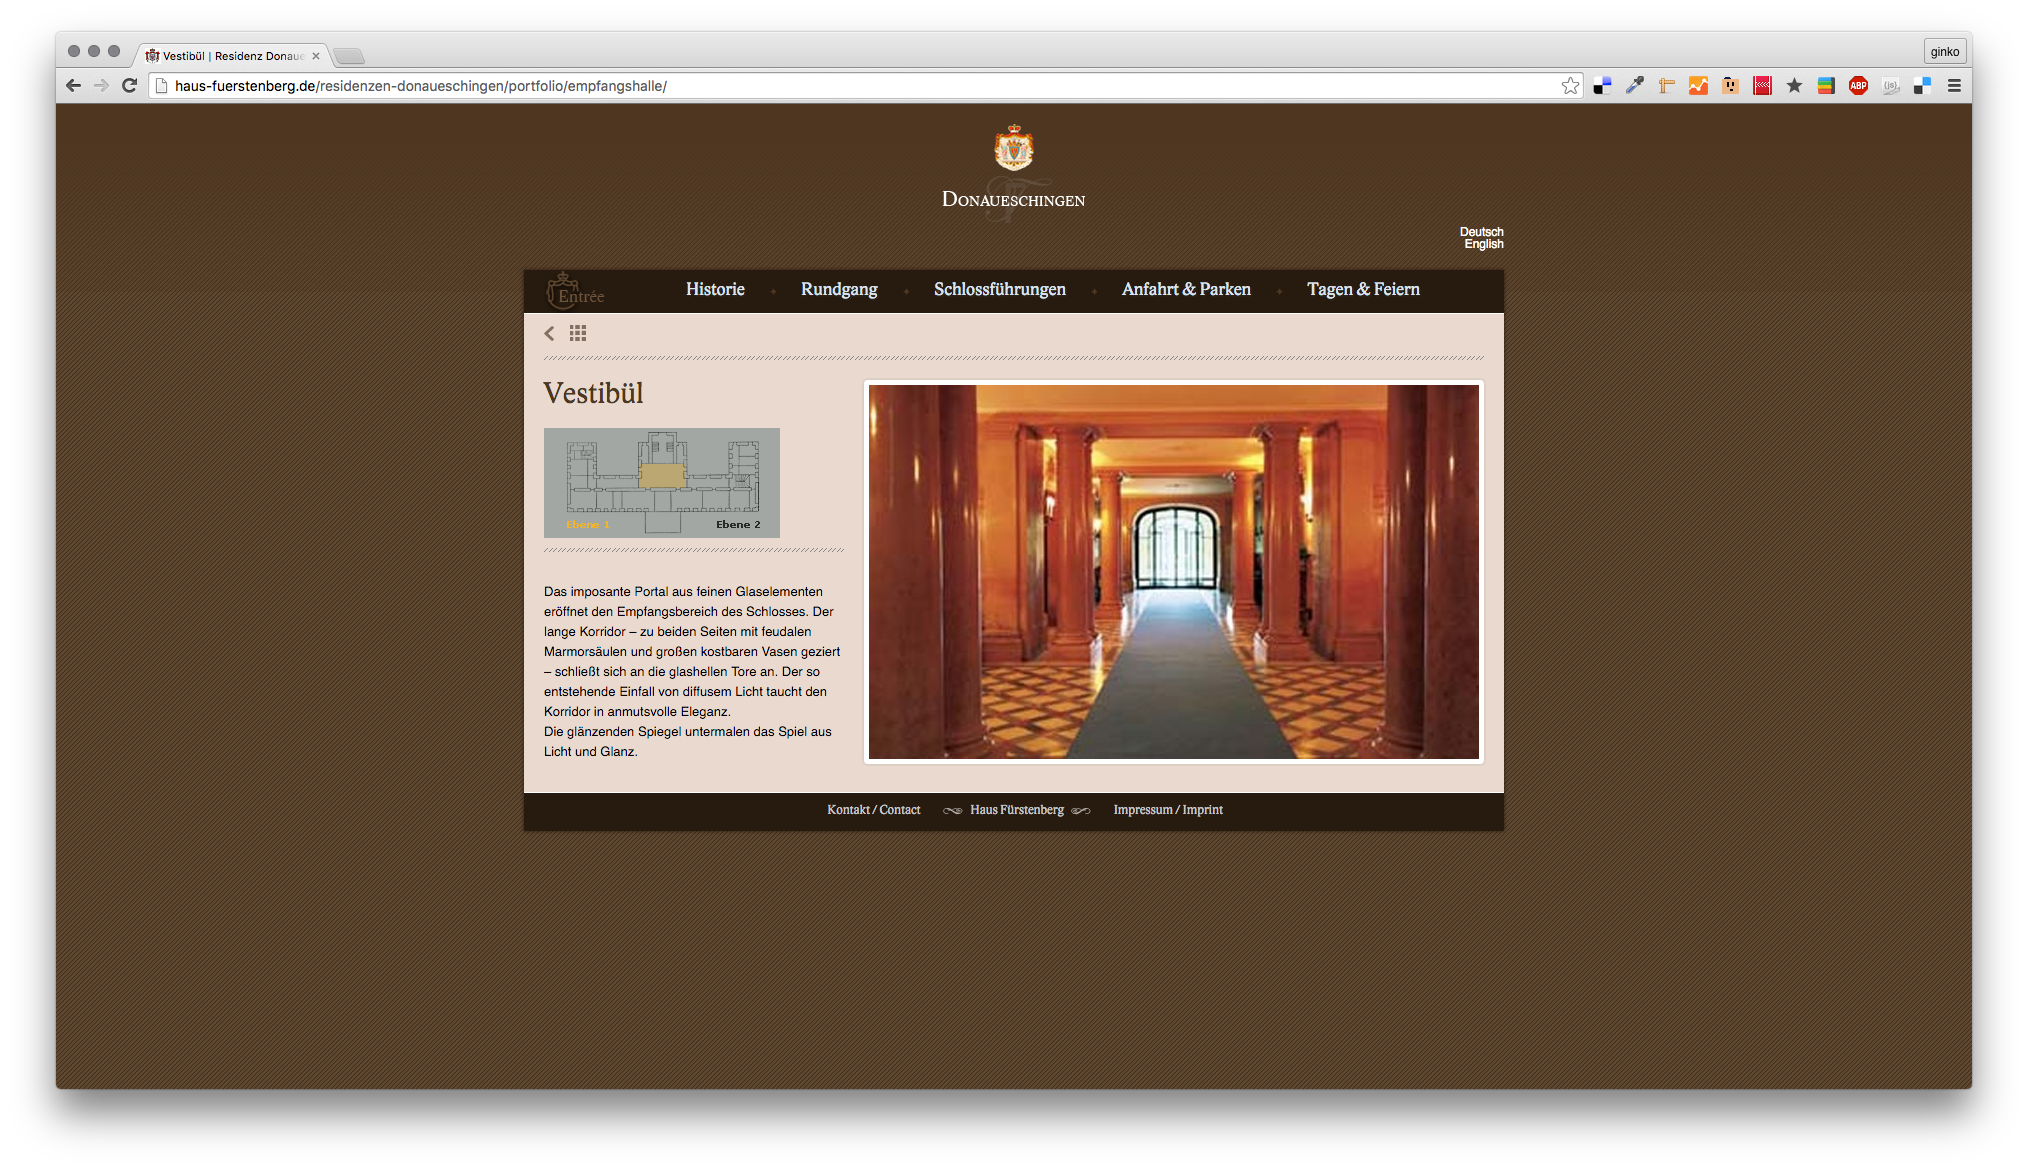 Vestibül | Residenz Donaue
ginko
haus-fuerstenberg.de/residenzen-donaueschingen/portfolio/empfangshalle/
ABP
{js}
DONAUESCHINGEN
Deutsch
English
Entrée
Historie
Rundgang
Schlossführungen
Anfahrt & Parken
Tagen & Feiern
Vestibül
Ebene 1
Ebene 2
Das imposante Portal aus feinen Glaselementen
eröffnet den Empfangsbereich des Schlosses. Der
lange Korridor – zu beiden Seiten mit feudalen
Marmorsäulen und großen kostbaren Vasen geziert
– schließt sich an die glashellen Tore an. Der so
entstehende Einfall von diffusem Licht taucht den
Korridor in anmutsvolle Eleganz.
Die glänzenden Spiegel untermalen das Spiel aus
Licht und Glanz.
Kontakt / Contact
Haus Fürstenberg
Impressum / Imprint